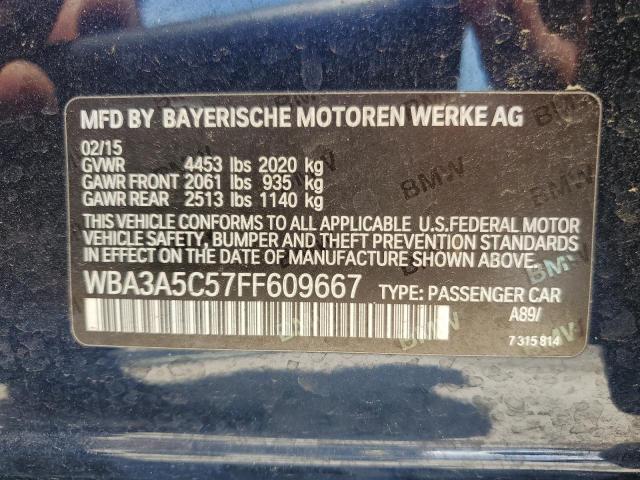 MFD BY BAYERISCHE MOTOREN WERKE AG
02/15
GVWR 4453 lbs 2020 kg
GAWR FRONT 2061 lbs 935 kg
GAWR REAR 2513 lbs 1140 kg
THIS VEHICLE CONFORMS TO ALL APPLICABLE U.S.FEDERAL MOTOR
VEHICLE SAFETY, BUMPER AND THEFT PREVENTION STANDARDS
IN EFFECT ON THE DATE OF MANUFACTURE SHOWN ABOVE.
WBA3A5C57FF609667 TYPE: PASSENGER CAR
A89/
7 315 814
BMW
BMW